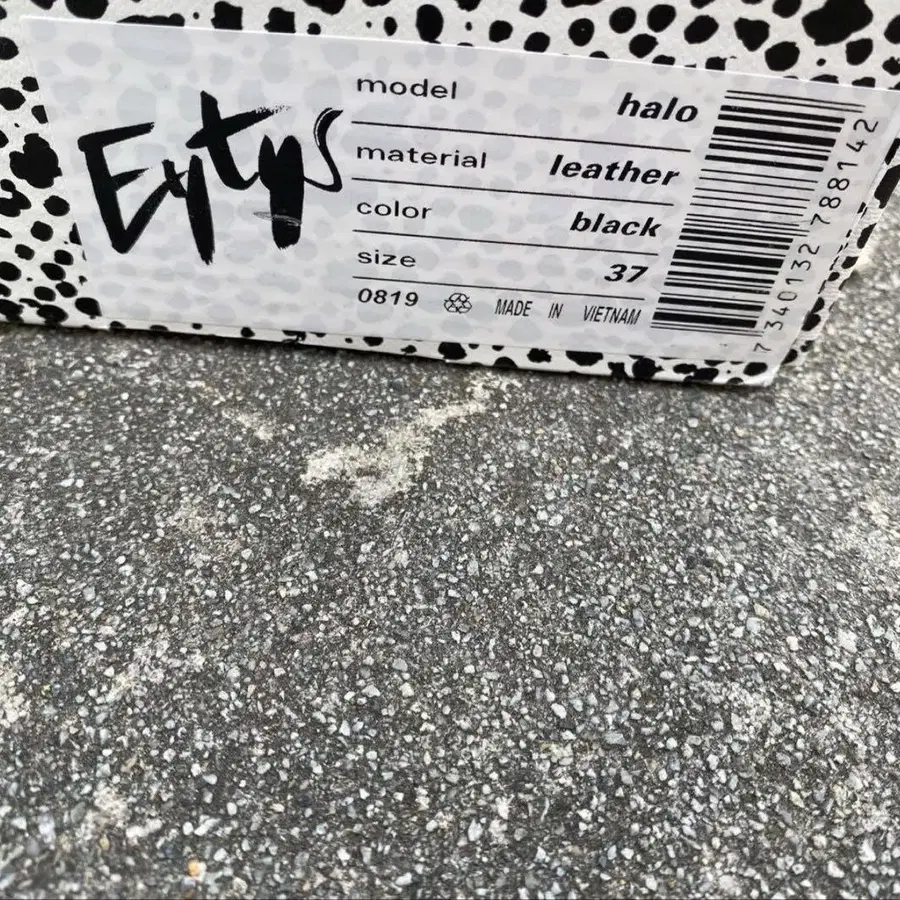 Eytys
model halo
material leather
color black
size 37
0819 MADE IN VIETNAM
7 340132 788142